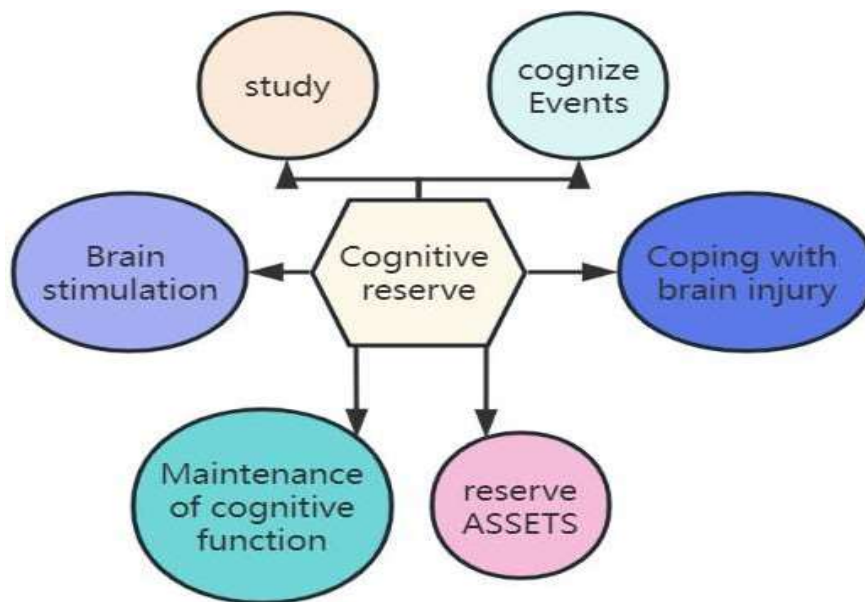 study
cognize
Events
Brain
stimulation
Cognitive
reserve
Coping with
brain injury
Maintenance
of cognitive
function
reserve
ASSETS